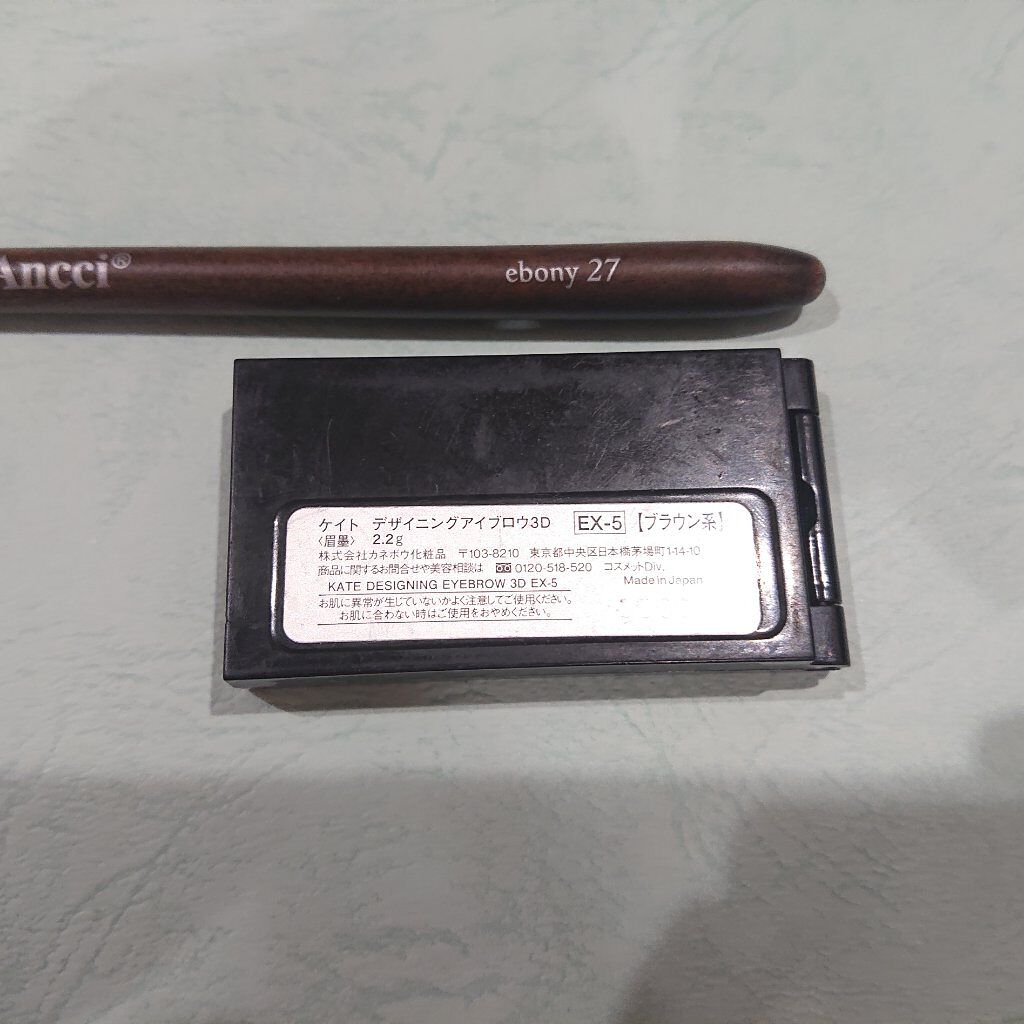 Ancci®
ebony 27
ケイト デザイニングアイブロウ3D EX-5 【ブラウン系】
〈眉墨〉 2.2g
株式会社カネボウ化粧品 〒103-8210 東京都中央区日本橋茅場町1-14-10
商品に関するお問合せや美容相談は 0120-518-520 コスメットDiv.
KATE DESIGNING EYEBROW 3D EX-5 Made in Japan
お肌に異常が生じていないかよく注意してご使用ください。
お肌に合わない時はご使用をおやめください。